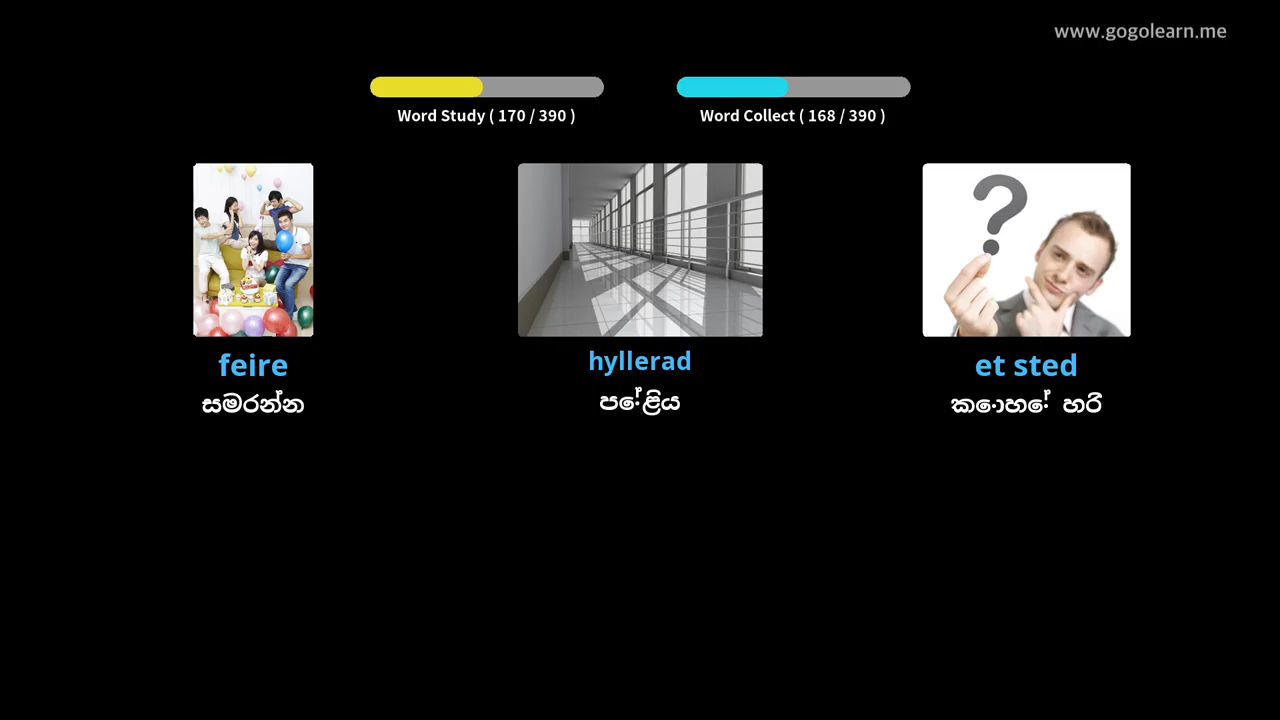 www.gogolearn.me
Word Study ( 170 / 390 )
Word Collect ( 168 / 390 )
feire
hyllerad
et sted
සමරන්න
පේළිය
කොහේ හරි